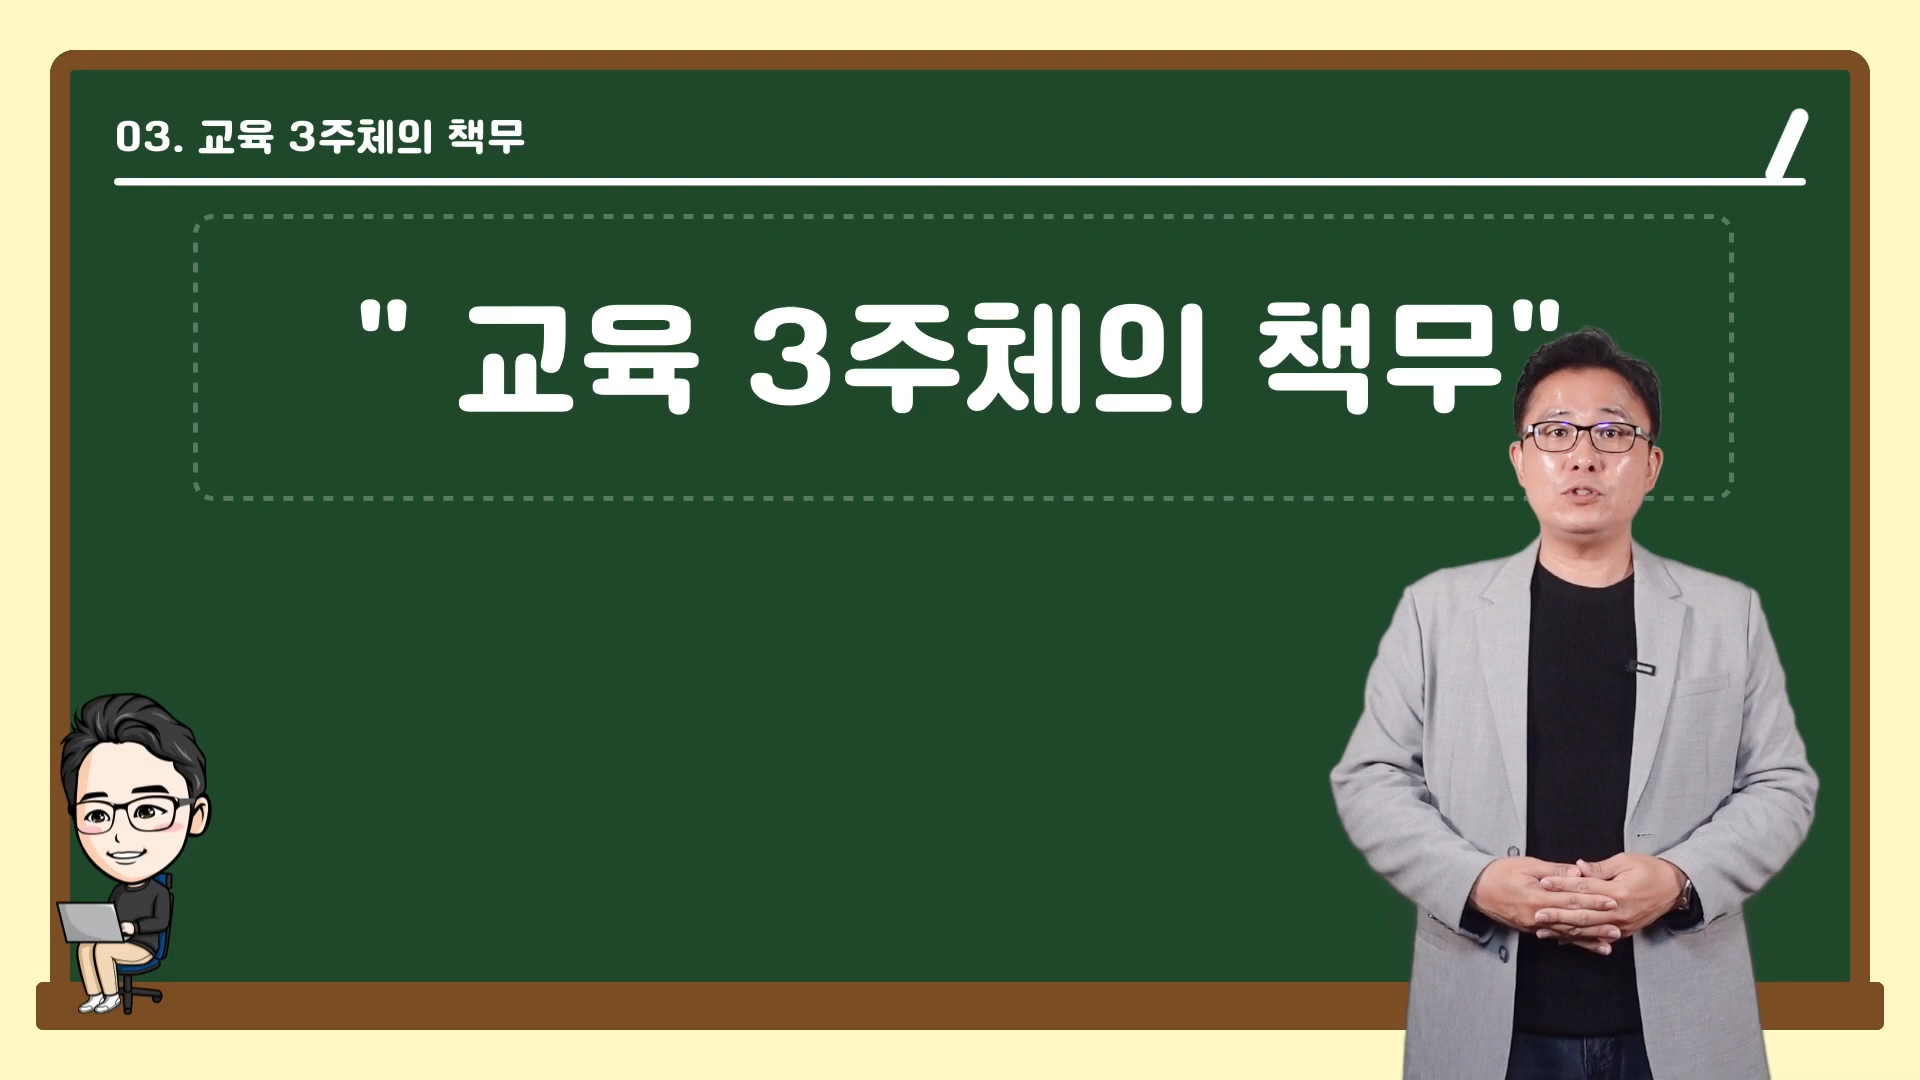 03. 교육 3주체의 책무
" 교육 3주체의 책무"